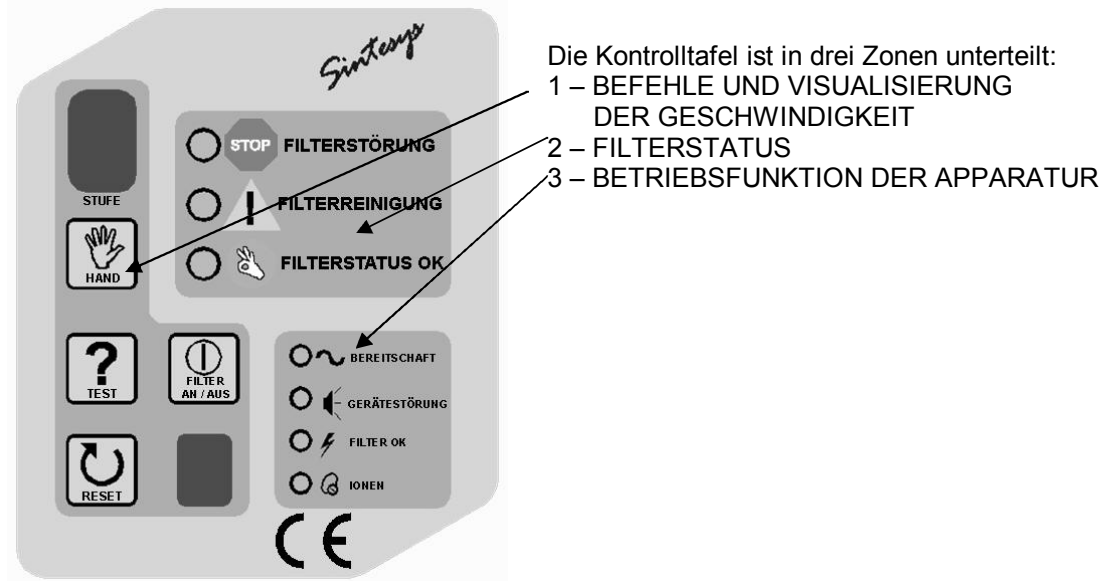 Sintesys
Die Kontrolltafel ist in drei Zonen unterteilt:
1 – BEFEHLE UND VISUALISIERUNG
DER GESCHWINDIGKEIT
2 – FILTERSTATUS
3 – BETRIEBSFUNKTION DER APPARATUR
STUFE
HAND
TEST
FILTER
AN / AUS
RESET
STOP FILTERSTÖRUNG
! FILTERREINIGUNG
FILTERSTATUS OK
BEREITSCHAFT
GERÄTESTÖRUNG
FILTER OK
IONEN
CE